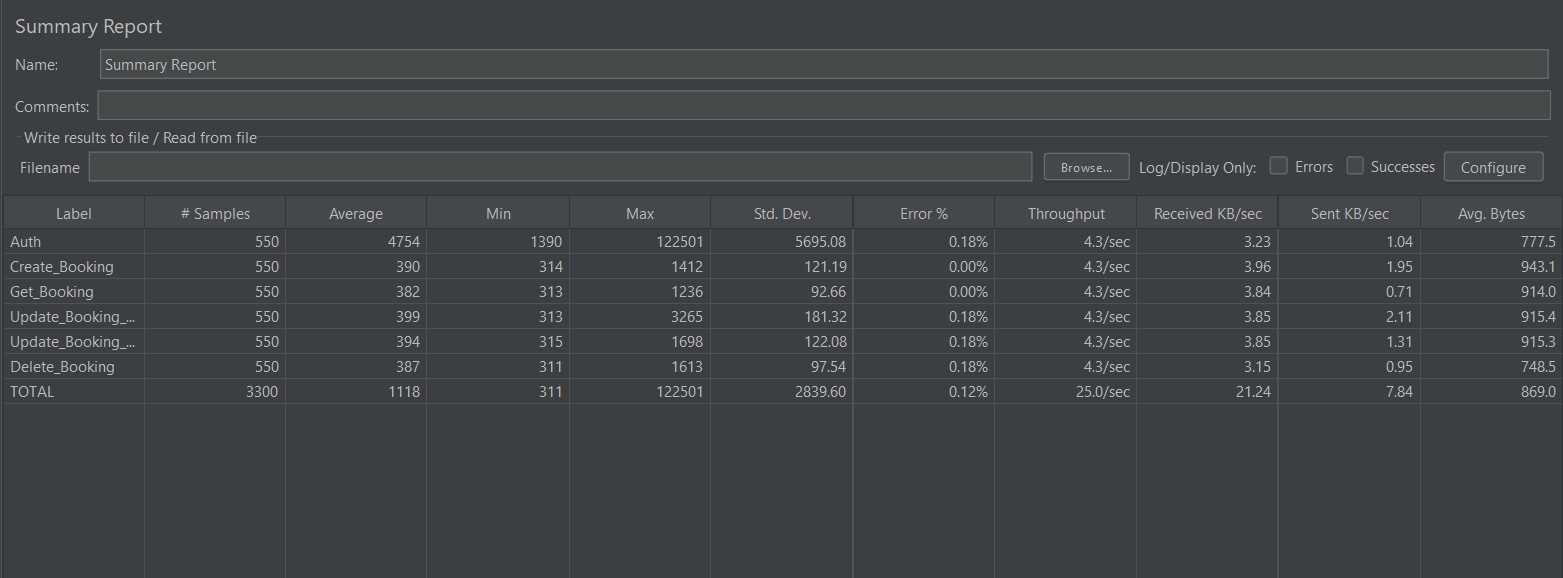 Summary Report
Name: Summary Report
Comments:
Write results to file / Read from file
Filename Browse... Log/Display Only: Errors Successes Configure
Label # Samples Average Min Max Std. Dev. Error % Throughput Received KB/sec Sent KB/sec Avg. Bytes
Auth 550 4754 1390 122501 5695.08 0.18% 4.3/sec 3.23 1.04 777.5
Create_Booking 550 390 314 1412 121.19 0.00% 4.3/sec 3.96 1.95 943.1
Get_Booking 550 382 313 1236 92.66 0.00% 4.3/sec 3.84 0.71 914.0
Update_Booking_... 550 399 313 3265 181.32 0.18% 4.3/sec 3.85 2.11 915.4
Update_Booking_... 550 394 315 1698 122.08 0.18% 4.3/sec 3.85 1.31 915.3
Delete_Booking 550 387 311 1613 97.54 0.18% 4.3/sec 3.15 0.95 748.5
TOTAL 3300 1118 311 122501 2839.60 0.12% 25.0/sec 21.24 7.84 869.0